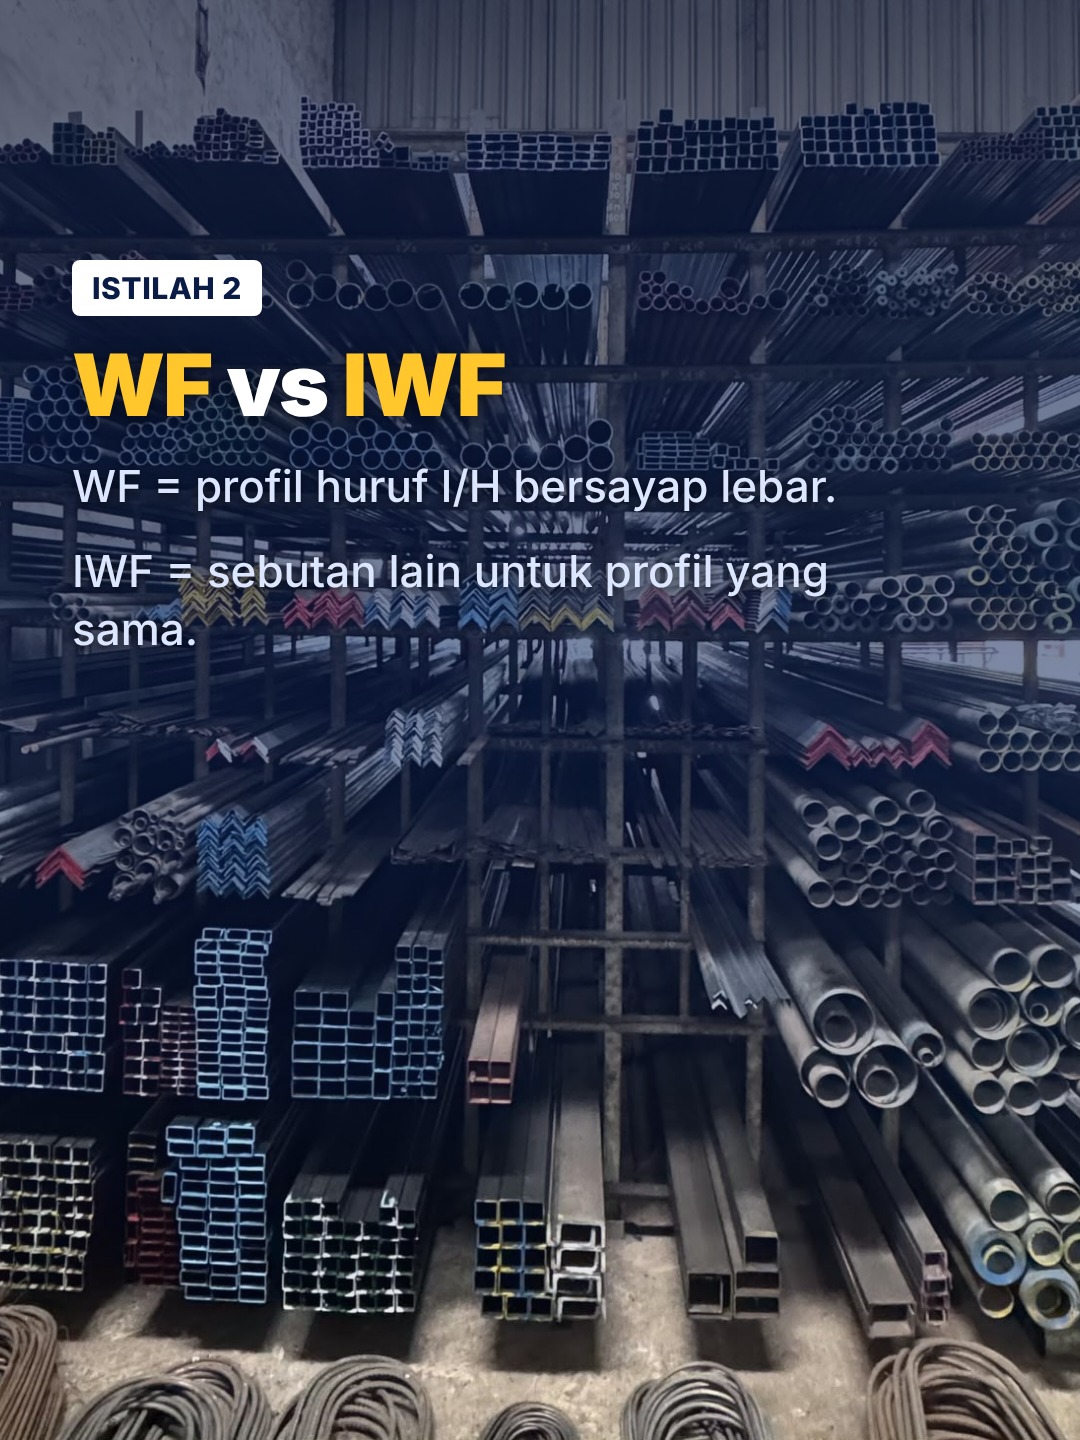 ISTILAH 2
WF vs IWF
WF = profil huruf I/H bersayap lebar.
IWF = sebutan lain untuk profil yang
sama.